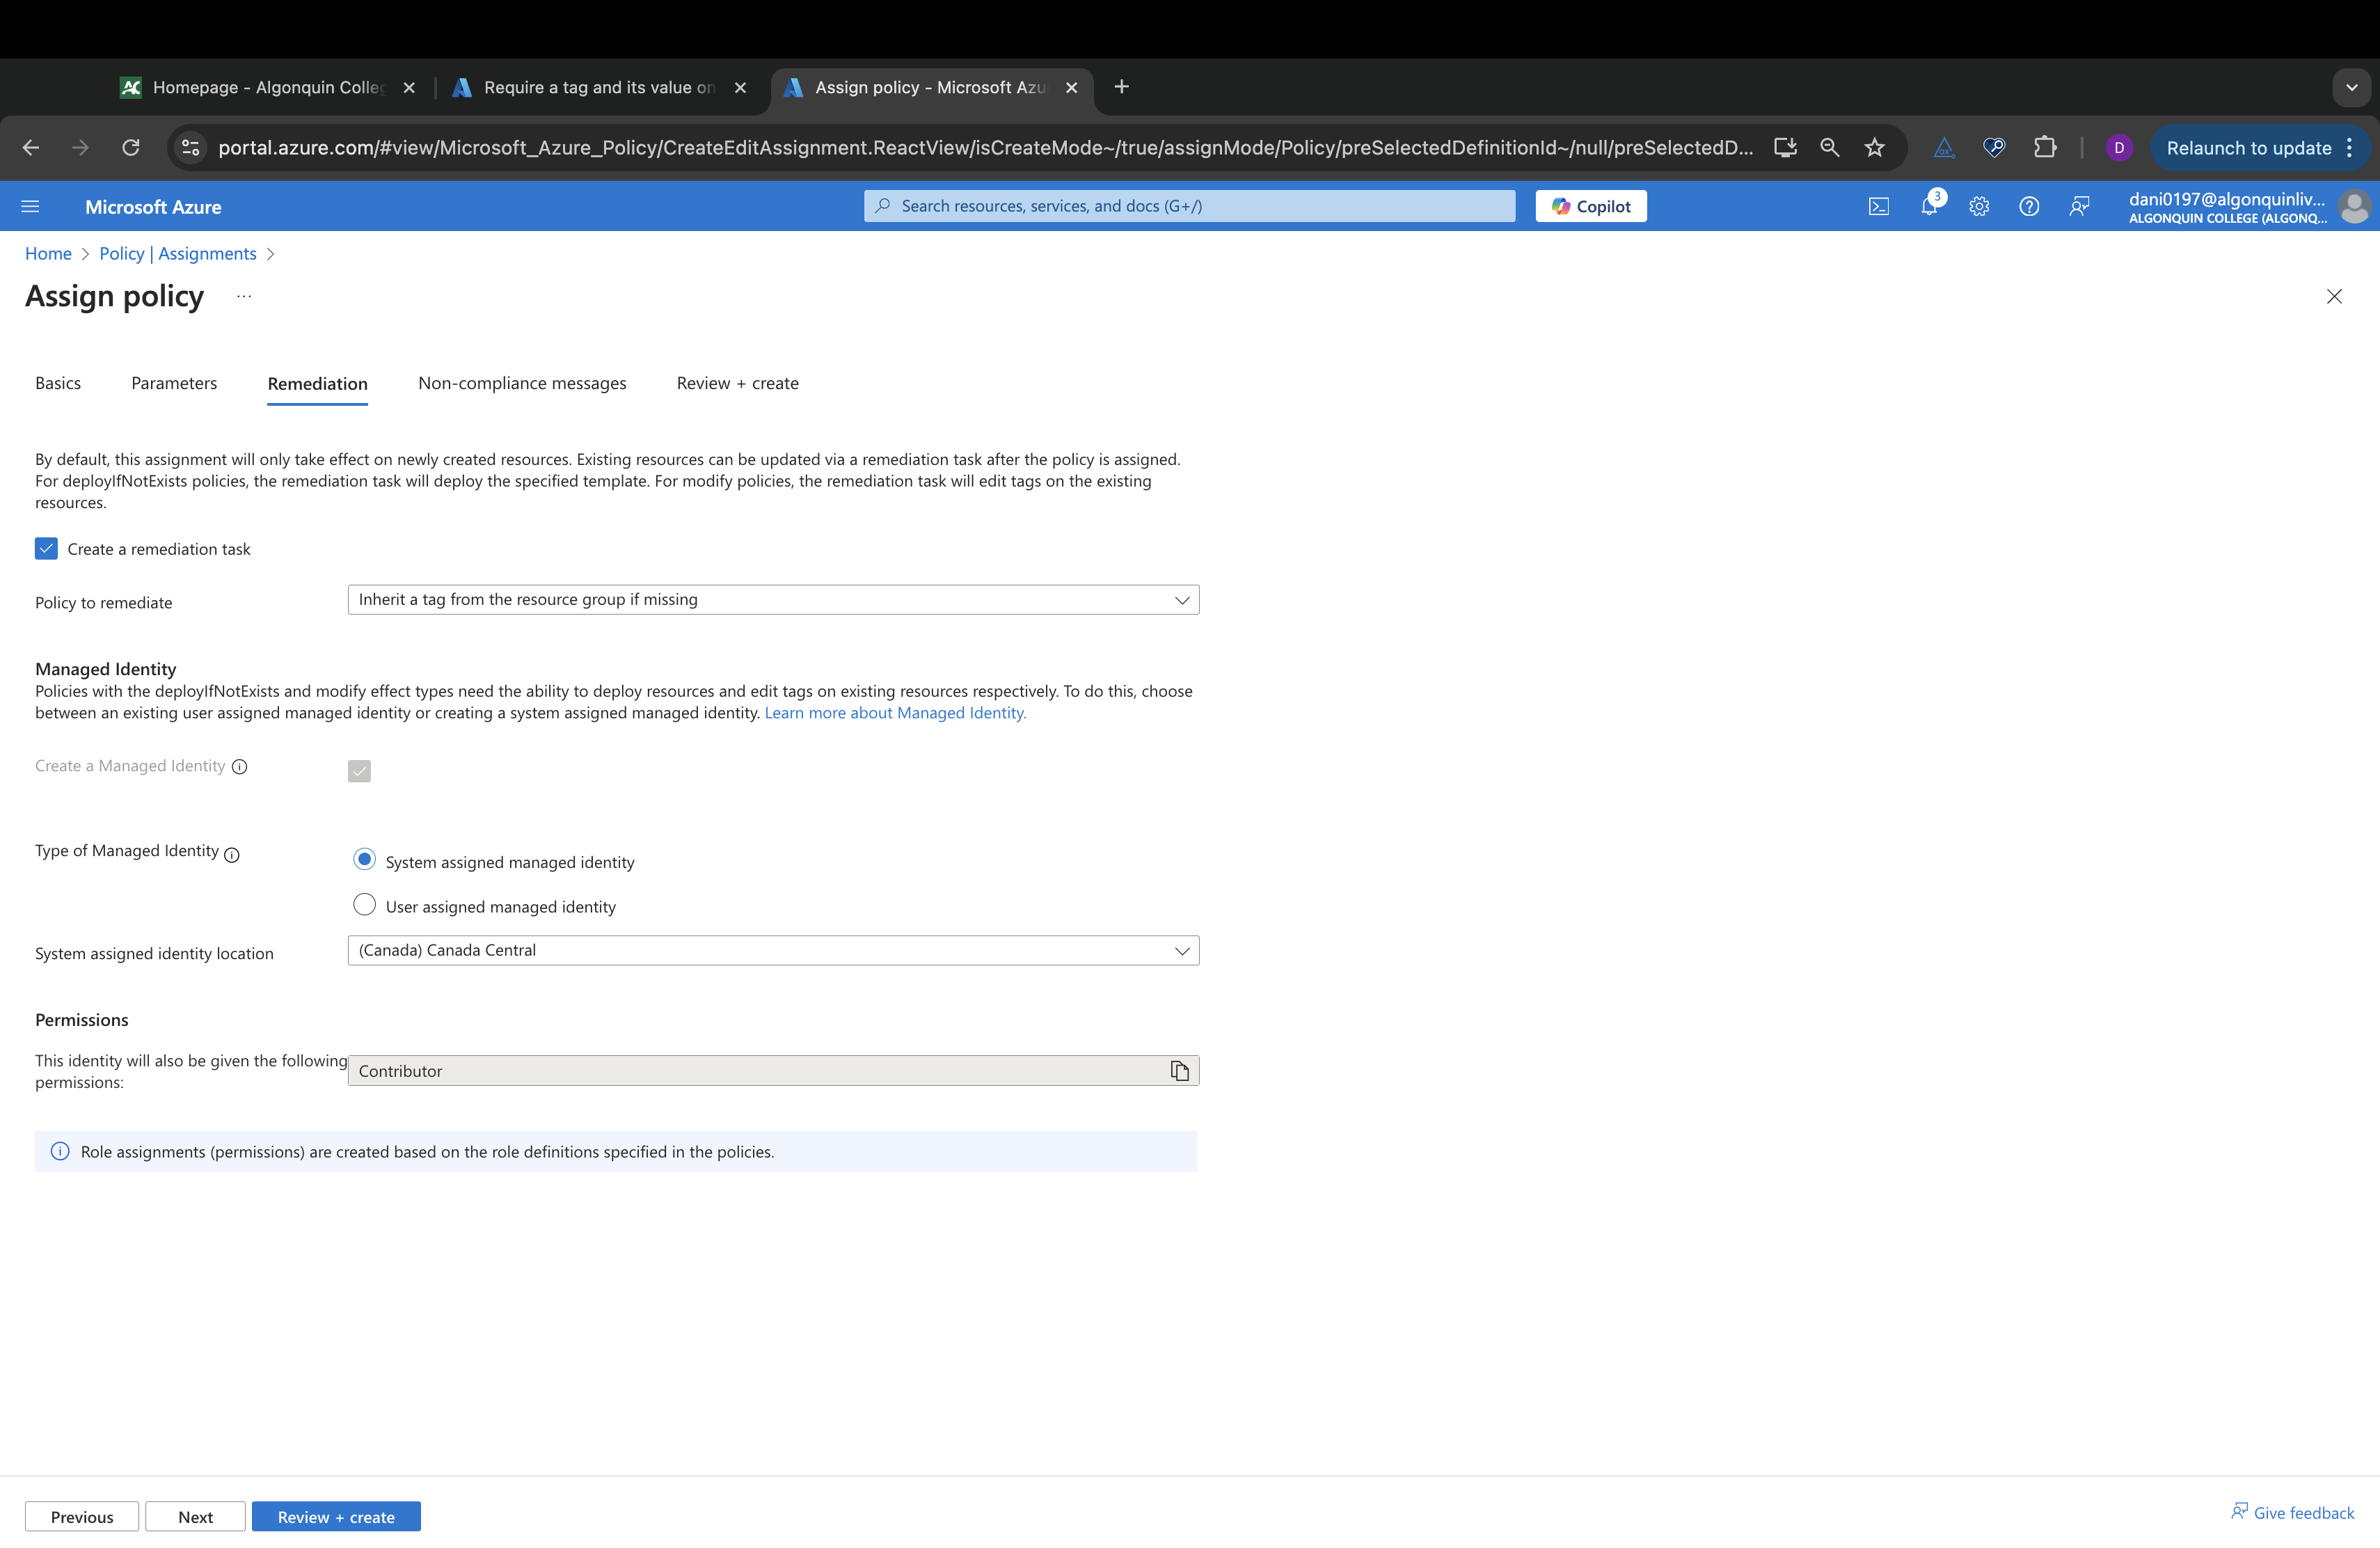 Homepage - Algonquin Colleg
Require a tag and its value on
Assign policy - Microsoft Azu
portal.azure.com/#view/Microsoft_Azure_Policy/CreateEditAssignment.ReactView/isCreateMode~/true/assignMode/Policy/preSelectedDefinitionId~/null/preSelectedD...
D
Relaunch to update
Microsoft Azure
Search resources, services, and docs (G+/)
Copilot
3
dani0197@algonquinliv...
ALGONQUIN COLLEGE (ALGONQ...
Home > Policy | Assignments >
Assign policy ...
Basics Parameters Remediation Non-compliance messages Review + create
By default, this assignment will only take effect on newly created resources. Existing resources can be updated via a remediation task after the policy is assigned.
For deployIfNotExists policies, the remediation task will deploy the specified template. For modify policies, the remediation task will edit tags on the existing
resources.
Create a remediation task
Policy to remediate
Inherit a tag from the resource group if missing
Managed Identity
Policies with the deployIfNotExists and modify effect types need the ability to deploy resources and edit tags on existing resources respectively. To do this, choose
between an existing user assigned managed identity or creating a system assigned managed identity. Learn more about Managed Identity.
Create a Managed Identity
Type of Managed Identity
System assigned managed identity
User assigned managed identity
System assigned identity location
(Canada) Canada Central
Permissions
This identity will also be given the following
permissions:
Contributor
Role assignments (permissions) are created based on the role definitions specified in the policies.
Previous
Next
Review + create
Give feedback